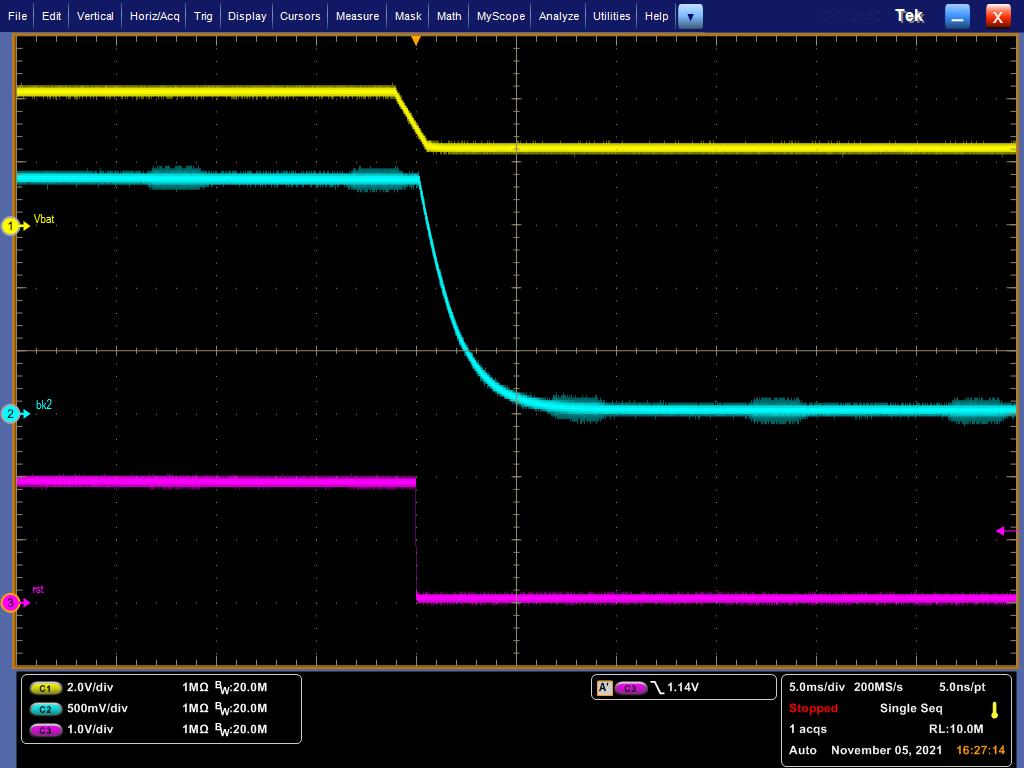 File Edit Vertical Horiz/Acq Trig Display Cursors Measure Mask Math MyScope Analyze Utilities Help Tek X
1 Vbat
2 bk2
3 rst
C1 2.0V/div 1MΩ BW:20.0M
C2 500mV/div 1MΩ BW:20.0M
C3 1.0V/div 1MΩ BW:20.0M
A' C3 1.14V
5.0ms/div 200MS/s 5.0ns/pt
Stopped Single Seq
1 acqs RL:10.0M
Auto November 05, 2021 16:27:14